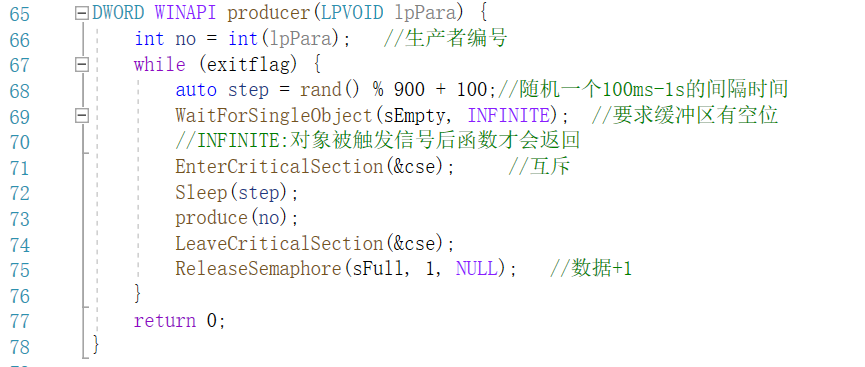 65 DWORD WINAPI producer(LPVOID lpPara) {
66     int no = int(lpPara);   //生产者编号
67     while (exitflag) {
68         auto step = rand() % 900 + 100;//随机一个100ms-1s的间隔时间
69         WaitForSingleObject(sEmpty, INFINITE);  //要求缓冲区有空位
70         //INFINITE:对象被触发信号后函数才会返回
71         EnterCriticalSection(&cse);     //互斥
72         Sleep(step);
73         produce(no);
74         LeaveCriticalSection(&cse);
75         ReleaseSemaphore(sFull, 1, NULL);   //数据+1
76     }
77     return 0;
78 }